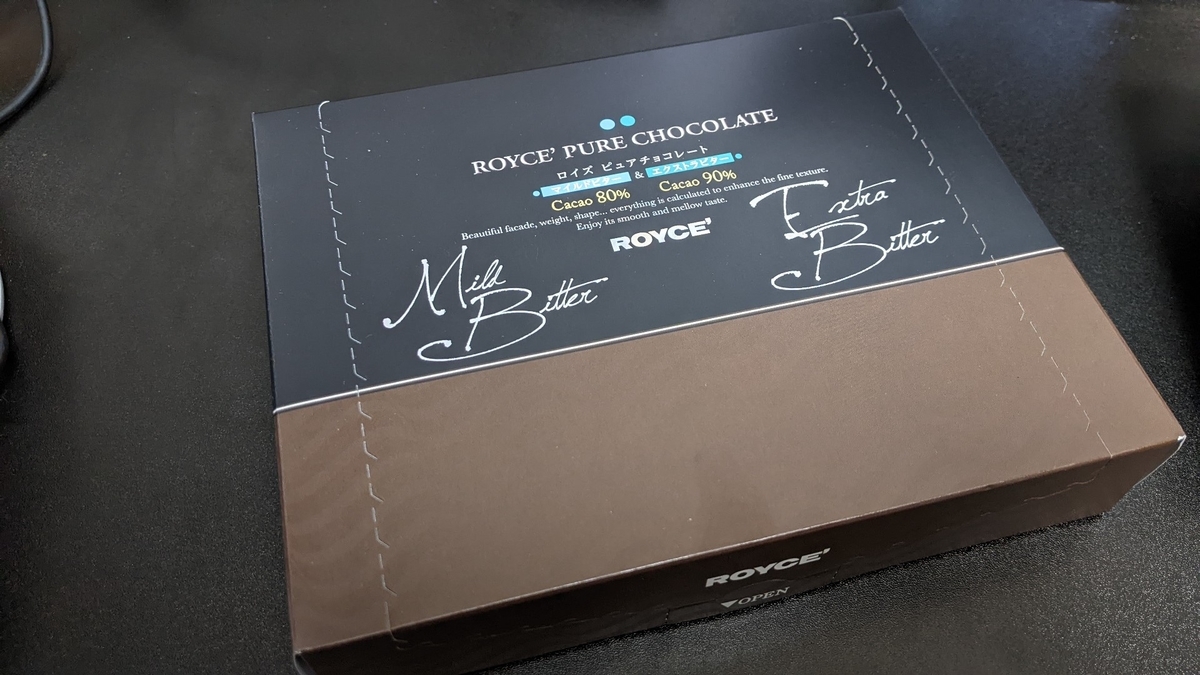 ROYCE' PURE CHOCOLATE
ロイズ ピュアチョコレート
マイルドビター & エクストラビター
Cacao 80% Cacao 90%
Beautiful facade, weight, shape... everything is calculated to enhance the fine texture.
Enjoy its smooth and mellow taste.
ROYCE'
Mild
Bitter
Extra
Bitter
ROYCE'
▼OPEN